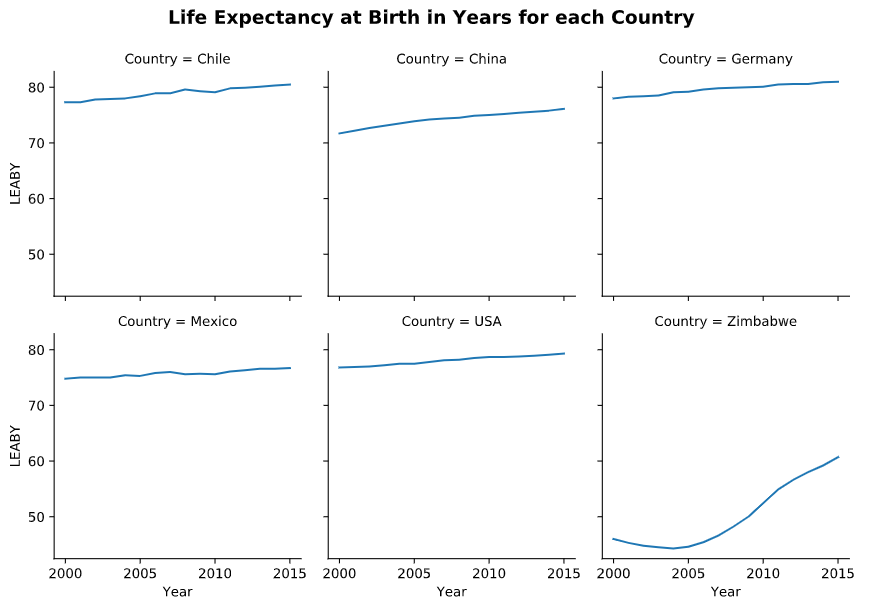 Life Expectancy at Birth in Years for each Country
Country = Chile
Country = China
Country = Germany
80
70
60
50
LEABY
Country = Mexico
Country = USA
Country = Zimbabwe
80
70
60
50
LEABY
2000 2005 2010 2015
2000 2005 2010 2015
2000 2005 2010 2015
Year
Year
Year